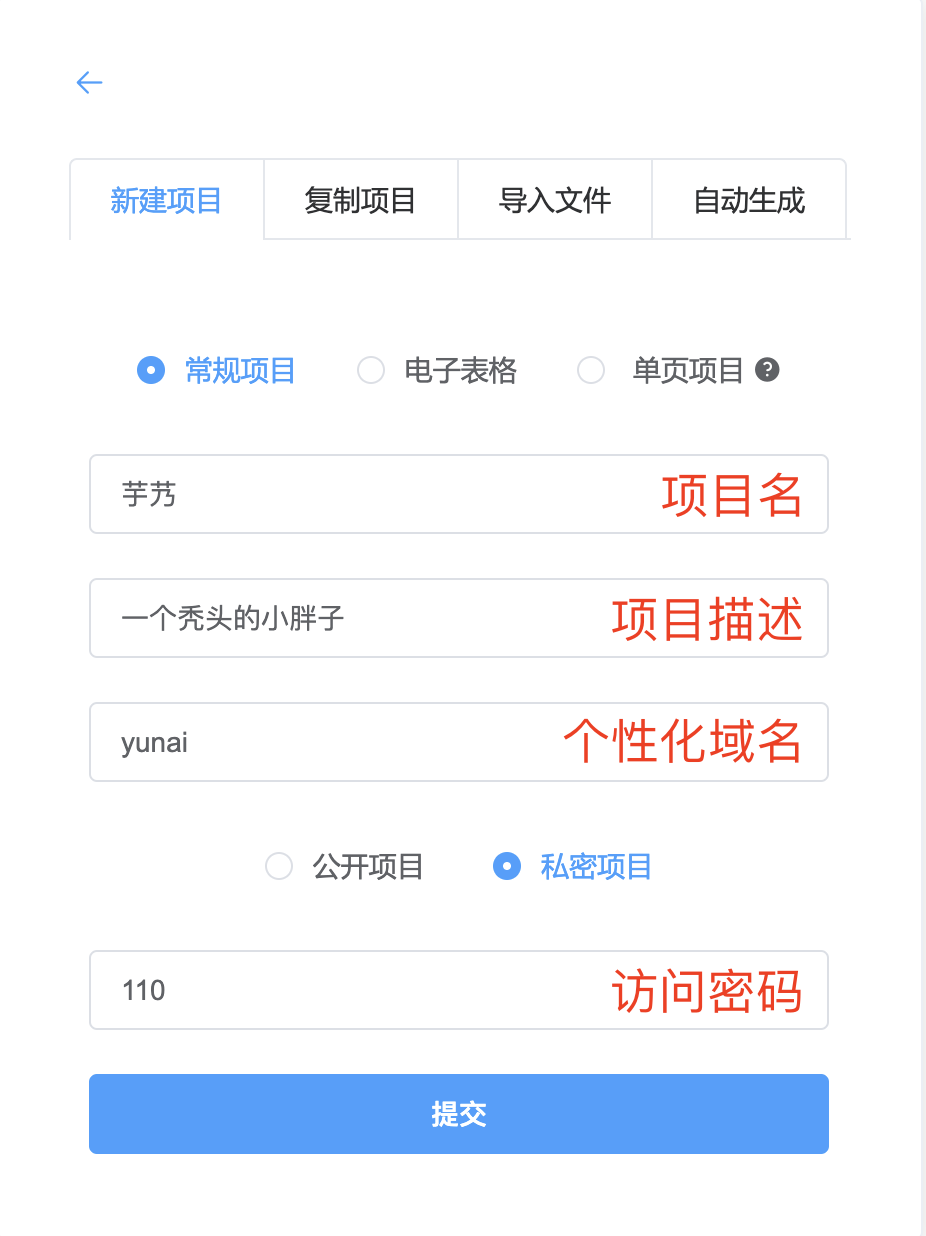 新建项目 复制项目 导入文件 自动生成
常规项目 电子表格 单页项目 ?
芋艿 项目名
一个秃头的小胖子 项目描述
yunai 个性化域名
公开项目 私密项目
110 访问密码
提交